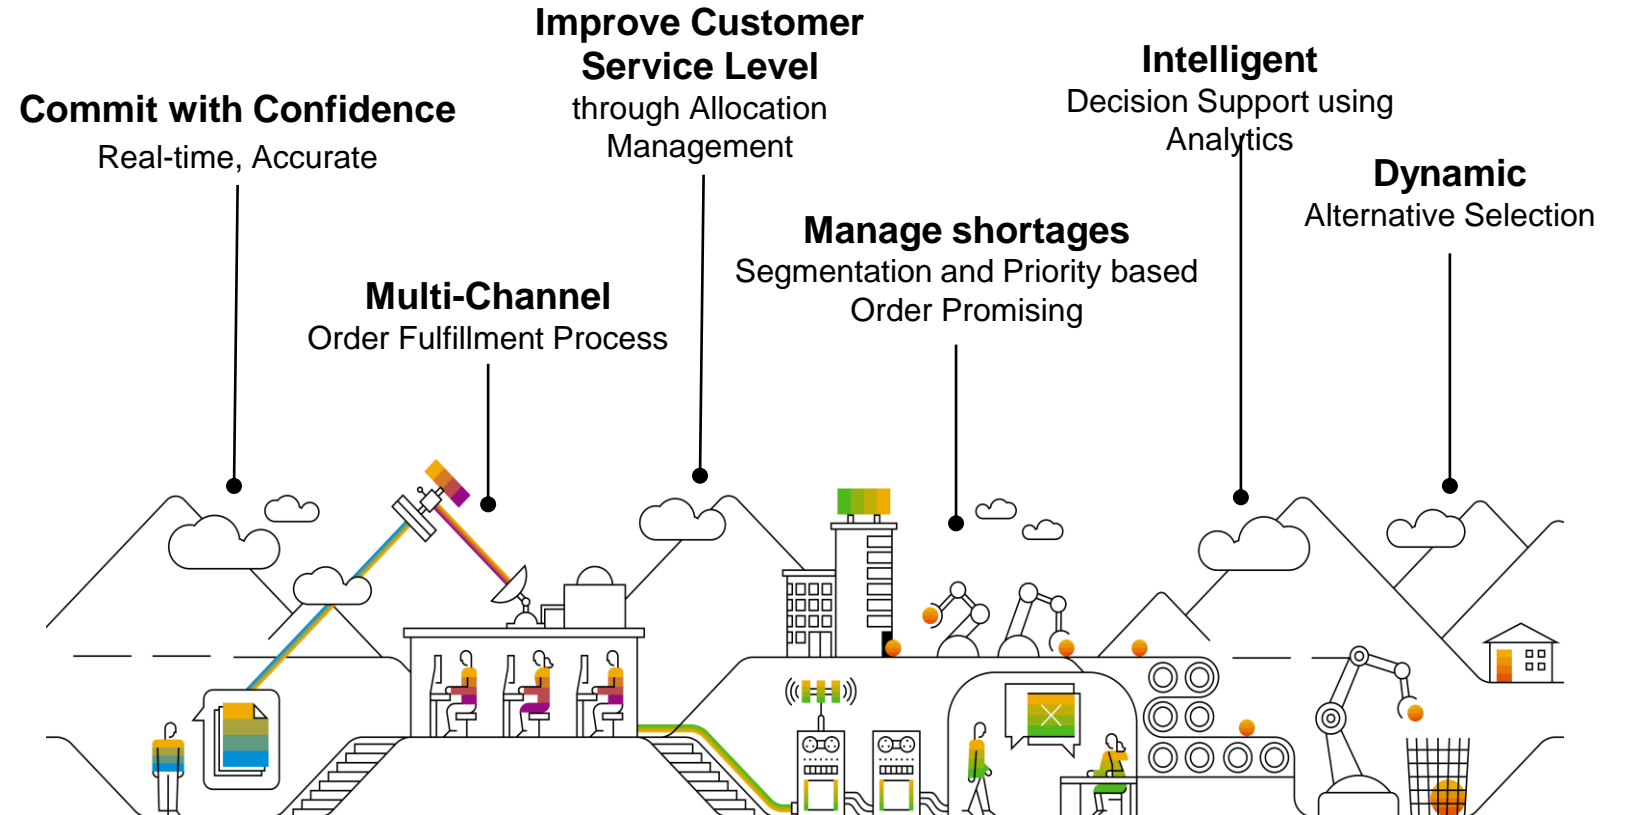 Commit with Confidence
Real-time, Accurate
Multi-Channel
Order Fulfillment Process
Improve Customer
Service Level
through Allocation
Management
Manage shortages
Segmentation and Priority based
Order Promising
Intelligent
Decision Support using
Analytics
Dynamic
Alternative Selection